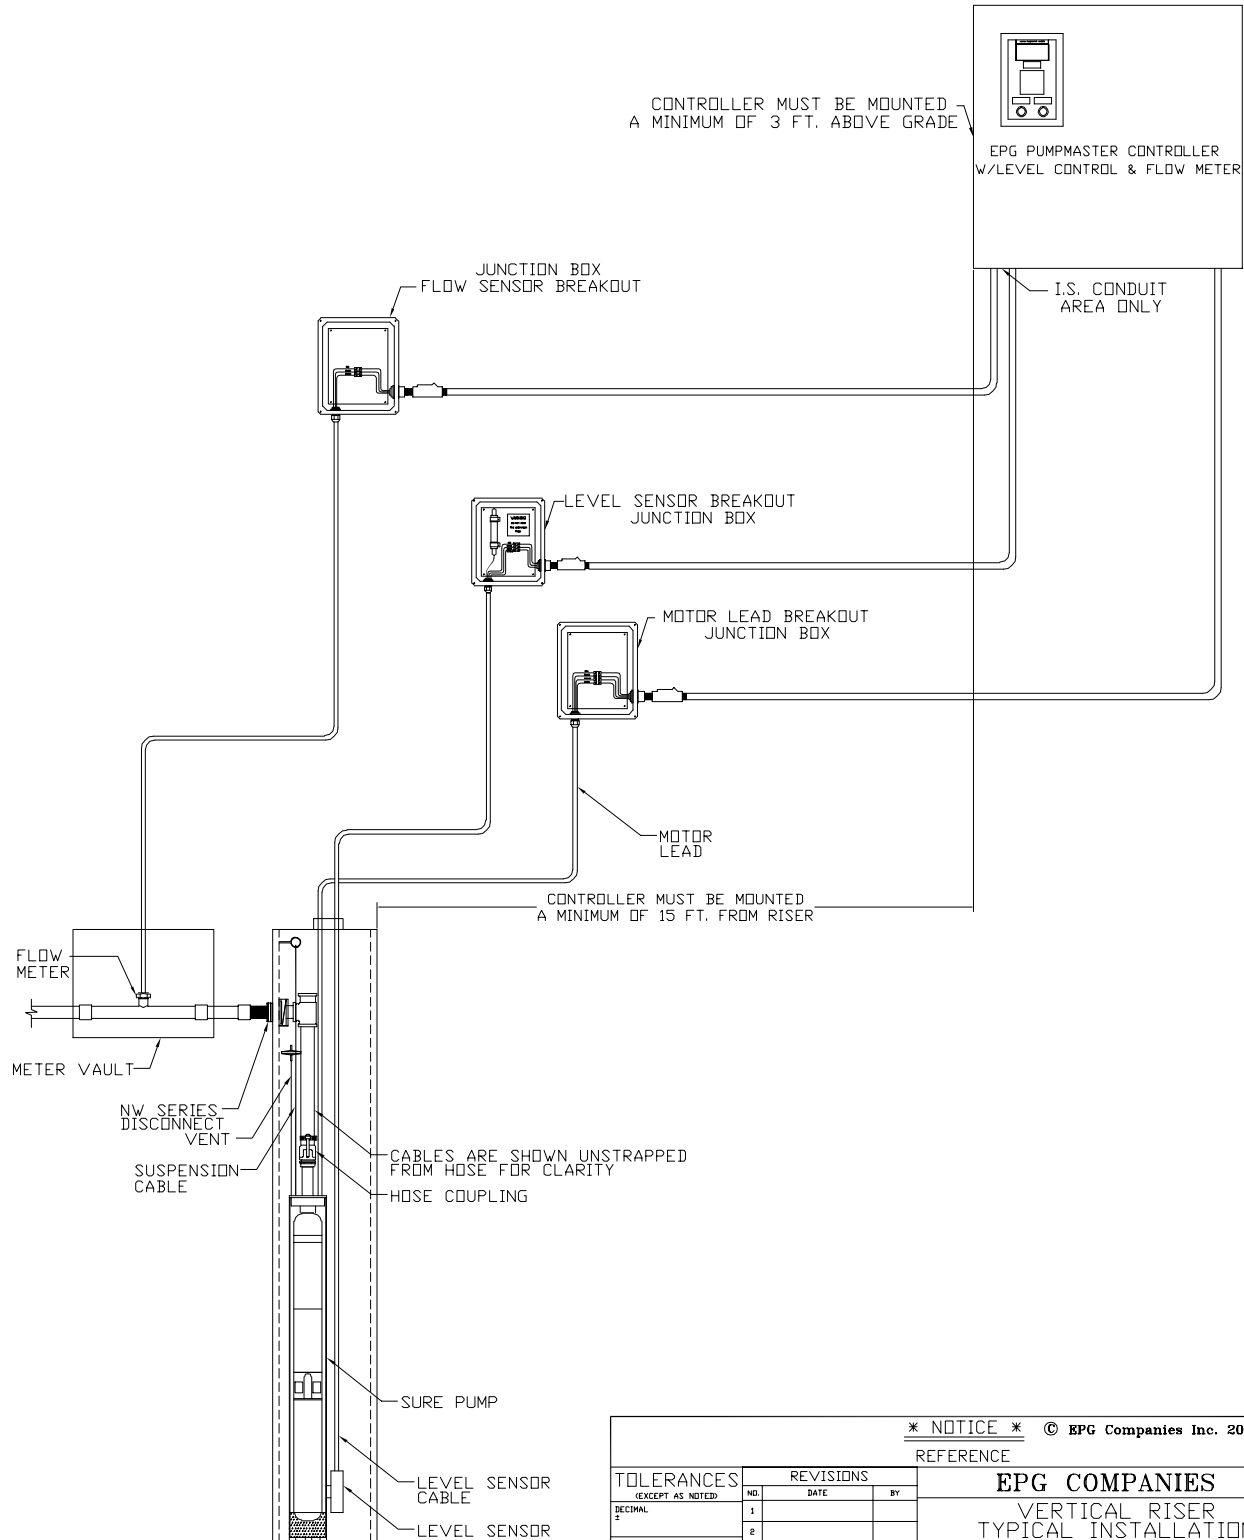 CONTROLLER MUST BE MOUNTED
A MINIMUM OF 3 FT. ABOVE GRADE
EPG PUMPMASTER CONTROLLER
W/LEVEL CONTROL & FLOW METER
JUNCTION BOX
FLOW SENSOR BREAKOUT
I.S. CONDUIT
AREA ONLY
LEVEL SENSOR BREAKOUT
JUNCTION BOX
WARNING
MOTOR LEAD BREAKOUT
JUNCTION BOX
MOTOR
LEAD
CONTROLLER MUST BE MOUNTED
A MINIMUM OF 15 FT. FROM RISER
FLOW
METER
METER VAULT
NW SERIES
DISCONNECT
VENT
SUSPENSION
CABLE
CABLES ARE SHOWN UNSTRAPPED
FROM HOSE FOR CLARITY
HOSE COUPLING
SURE PUMP
LEVEL SENSOR
CABLE
LEVEL SENSOR
* NOTICE * © EPG Companies Inc. 20
REFERENCE
TOLERANCES
(EXCEPT AS NOTED)
DECIMAL
±
REVISIONS
NO. DATE BY
1
2
EPG COMPANIES
VERTICAL RISER
TYPICAL INSTALLATION